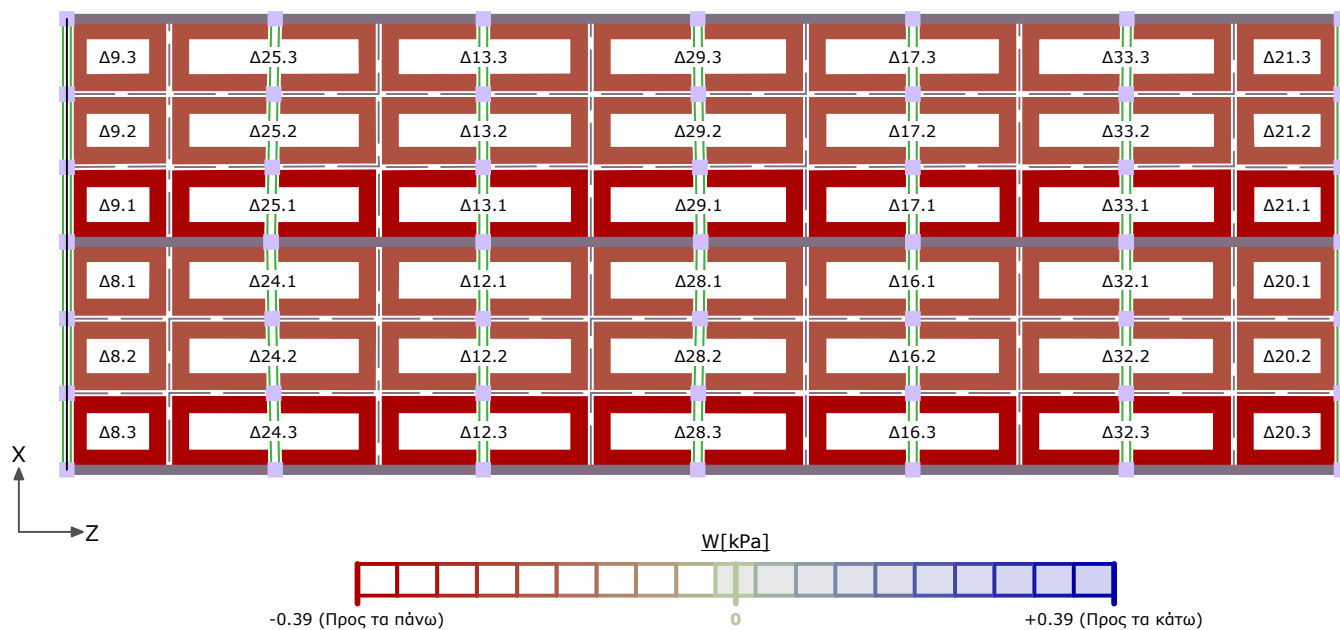 Δ9.3 Δ25.3 Δ13.3 Δ29.3 Δ17.3 Δ33.3 Δ21.3
Δ9.2 Δ25.2 Δ13.2 Δ29.2 Δ17.2 Δ33.2 Δ21.2
Δ9.1 Δ25.1 Δ13.1 Δ29.1 Δ17.1 Δ33.1 Δ21.1
Δ8.1 Δ24.1 Δ12.1 Δ28.1 Δ16.1 Δ32.1 Δ20.1
Δ8.2 Δ24.2 Δ12.2 Δ28.2 Δ16.2 Δ32.2 Δ20.2
Δ8.3 Δ24.3 Δ12.3 Δ28.3 Δ16.3 Δ32.3 Δ20.3
X
Z
W[kPa]
-0.39 (Προς τα πάνω) 0 +0.39 (Προς τα κάτω)